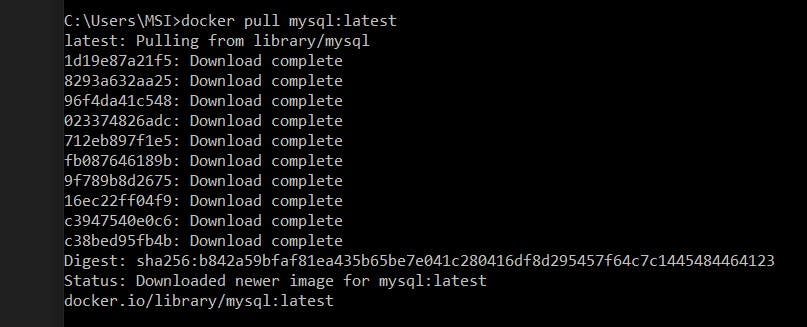 C:\Users\MSI>docker pull mysql:latest
latest: Pulling from library/mysql
1d19e87a21f5: Download complete
8293a632aa25: Download complete
96f4da41c548: Download complete
023374826adc: Download complete
712eb897f1e5: Download complete
fb087646189b: Download complete
9f789b8d2675: Download complete
16ec22ff04f9: Download complete
c3947540e0c6: Download complete
c38bed95fb4b: Download complete
Digest: sha256:b842a59bfaf81ea435b65be7e041c280416df8d295457f64c7c1445484464123
Status: Downloaded newer image for mysql:latest
docker.io/library/mysql:latest